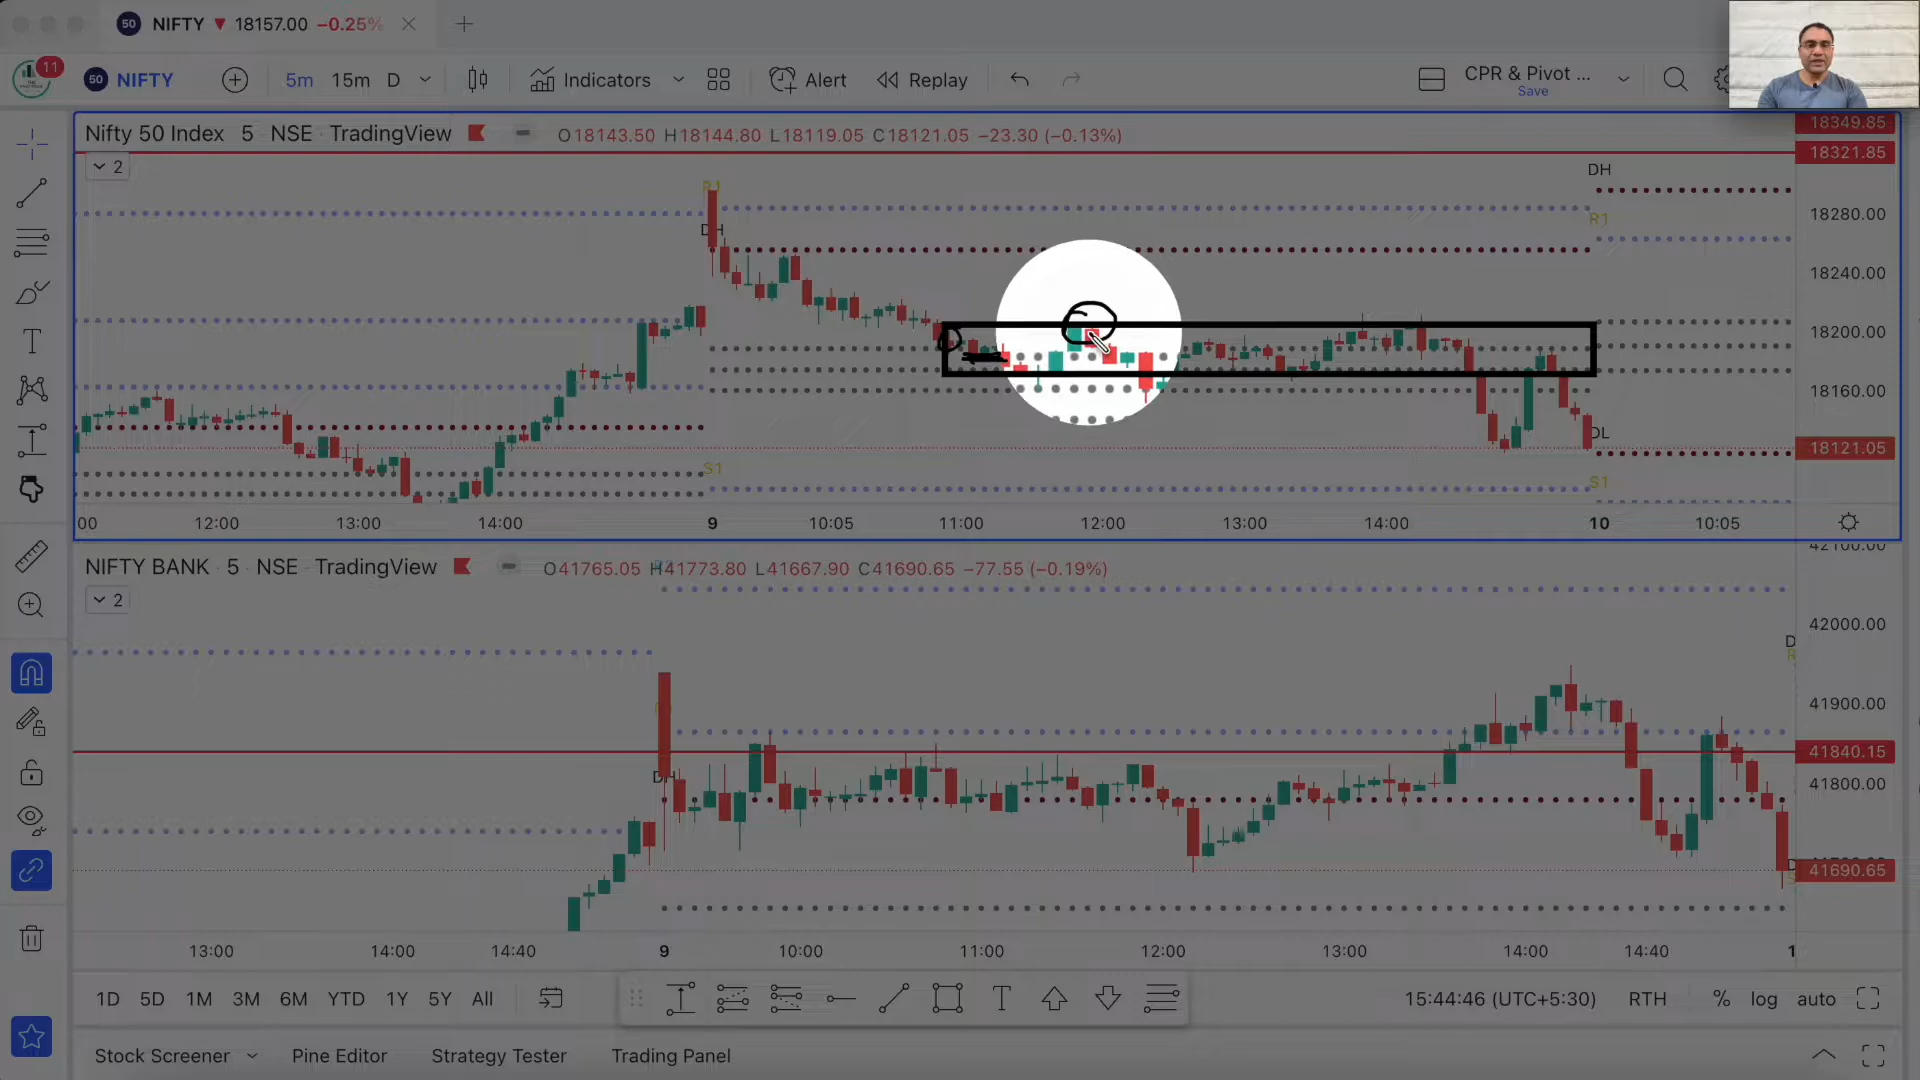 50 NIFTY ▼ 18157.00 −0.25%
11
50 NIFTY 5m 15m D Indicators Alert Replay CPR & Pivot ...
Save
Nifty 50 Index 5 NSE TradingView O18143.50 H18144.80 L18119.05 C18121.05 −23.30 (−0.13%)
2
18349.85
18321.85
DH
R1
18280.00
R1
DH
18240.00
18200.00
18160.00
DL
18121.05
S1
S1
00 12:00 13:00 14:00 9 10:05 11:00 12:00 13:00 14:00 10 10:05
42100.00
NIFTY BANK 5 NSE TradingView O41765.05 H41773.80 L41667.90 C41690.65 −77.55 (−0.19%)
2
42000.00
41900.00
41840.15
41800.00
41690.65
13:00 14:00 14:40 9 10:00 11:00 12:00 13:00 14:00 14:40 1
1D 5D 1M 3M 6M YTD 1Y 5Y All 15:44:46 (UTC+5:30) RTH % log auto
Stock Screener Pine Editor Strategy Tester Trading Panel